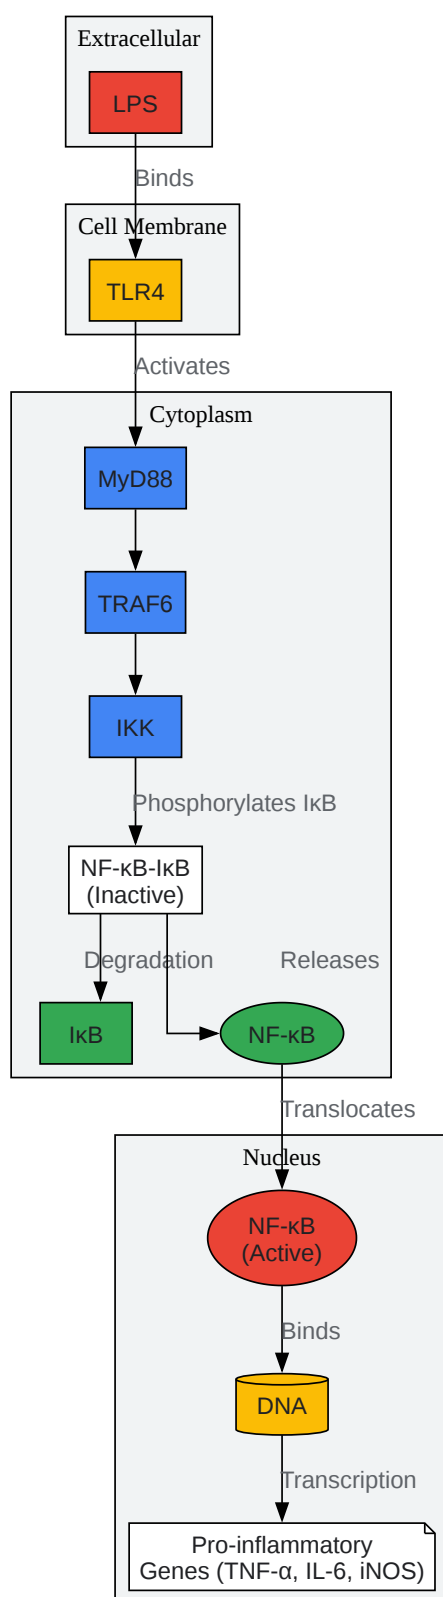 Extracellular
LPS
Binds
Cell Membrane
TLR4
Activates
Cytoplasm
MyD88
TRAF6
IKK
Phosphorylates IκB
NF-κB-IκB
(Inactive)
Degradation
Releases
IκB
NF-κB
Translocates
Nucleus
NF-κB
(Active)
Binds
DNA
Transcription
Pro-inflammatory
Genes (TNF-α, IL-6, iNOS)